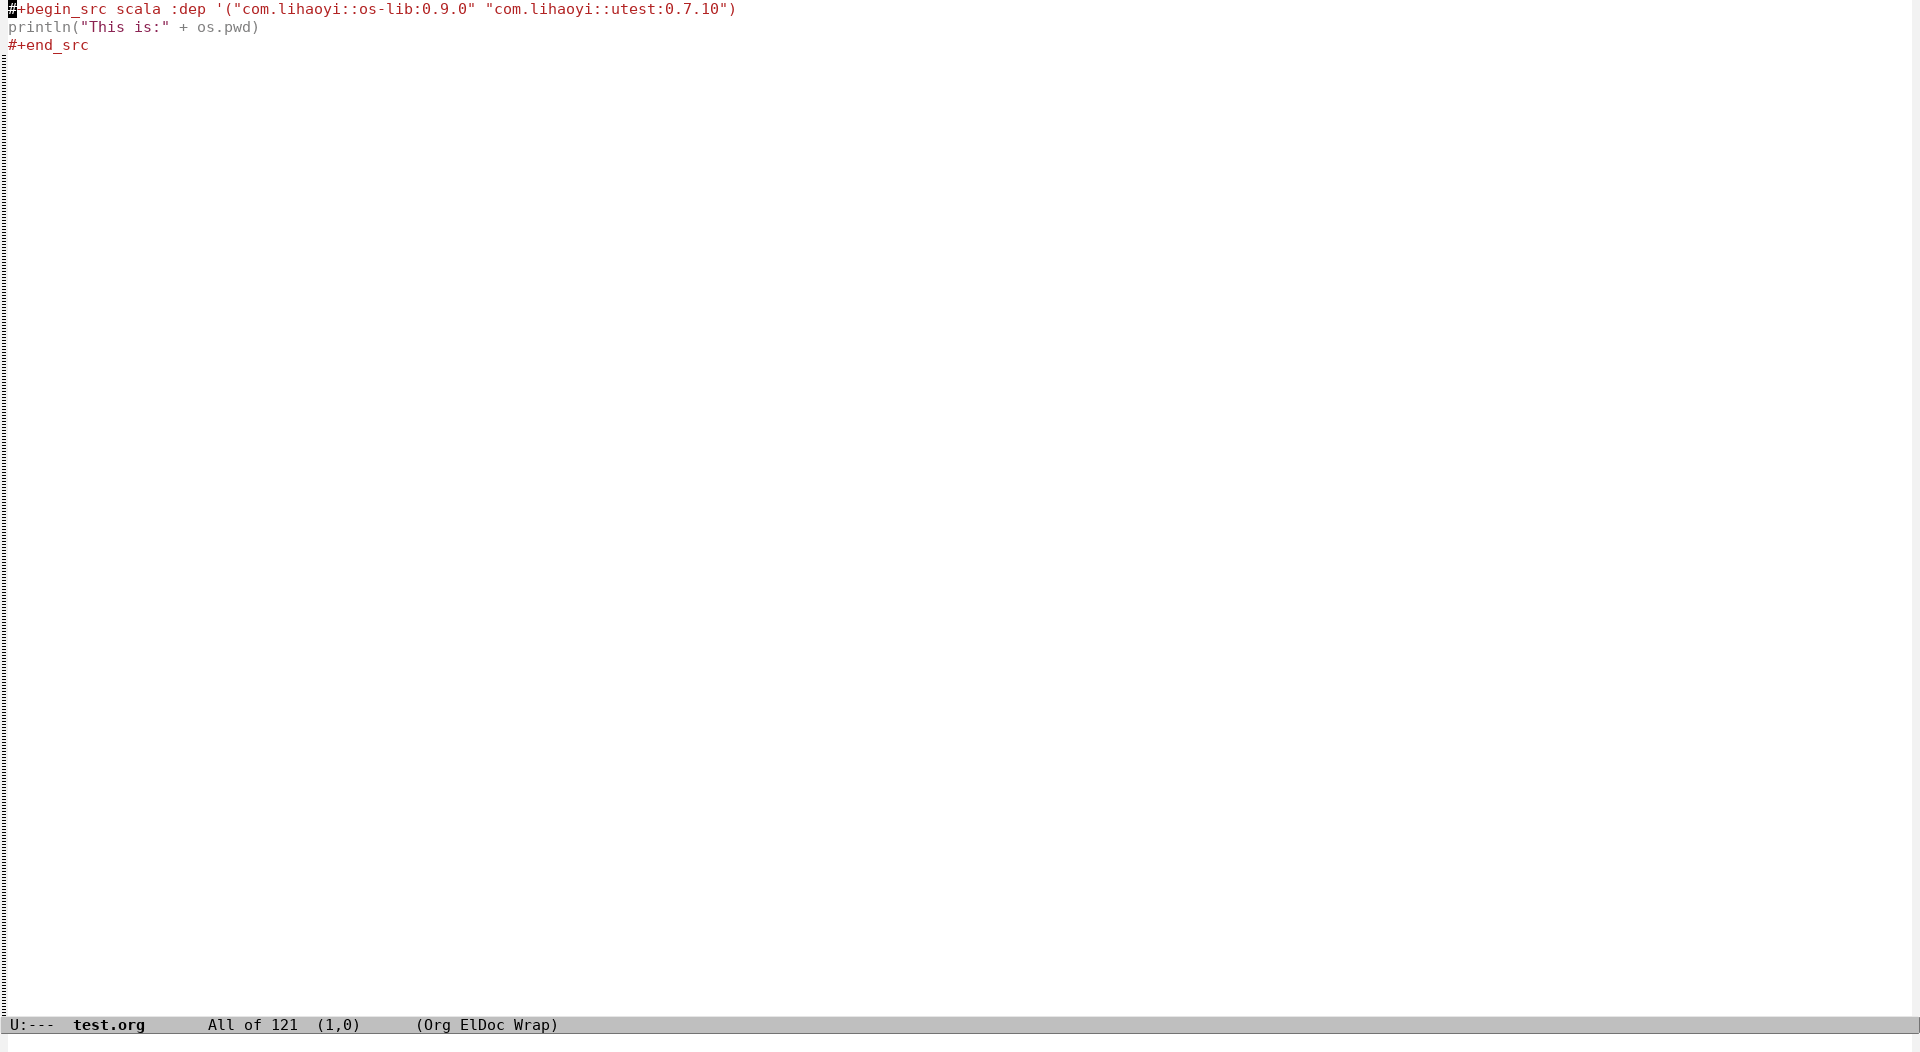 #+begin_src scala :dep '("com.lihaoyi::os-lib:0.9.0" "com.lihaoyi::utest:0.7.10")
println("This is:" + os.pwd)
#+end_src
U:--- test.org All of 121 (1,0) (Org ElDoc Wrap)